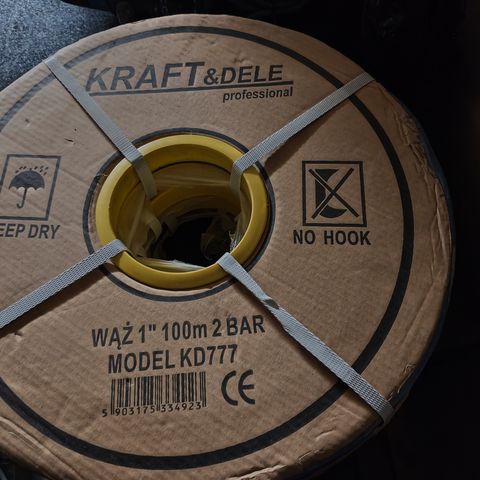 KRAFT&DELE
professional
EEP DRY
NO HOOK
WĄŻ 1" 100m 2 BAR
MODEL KD777
CE
5 903175 334923